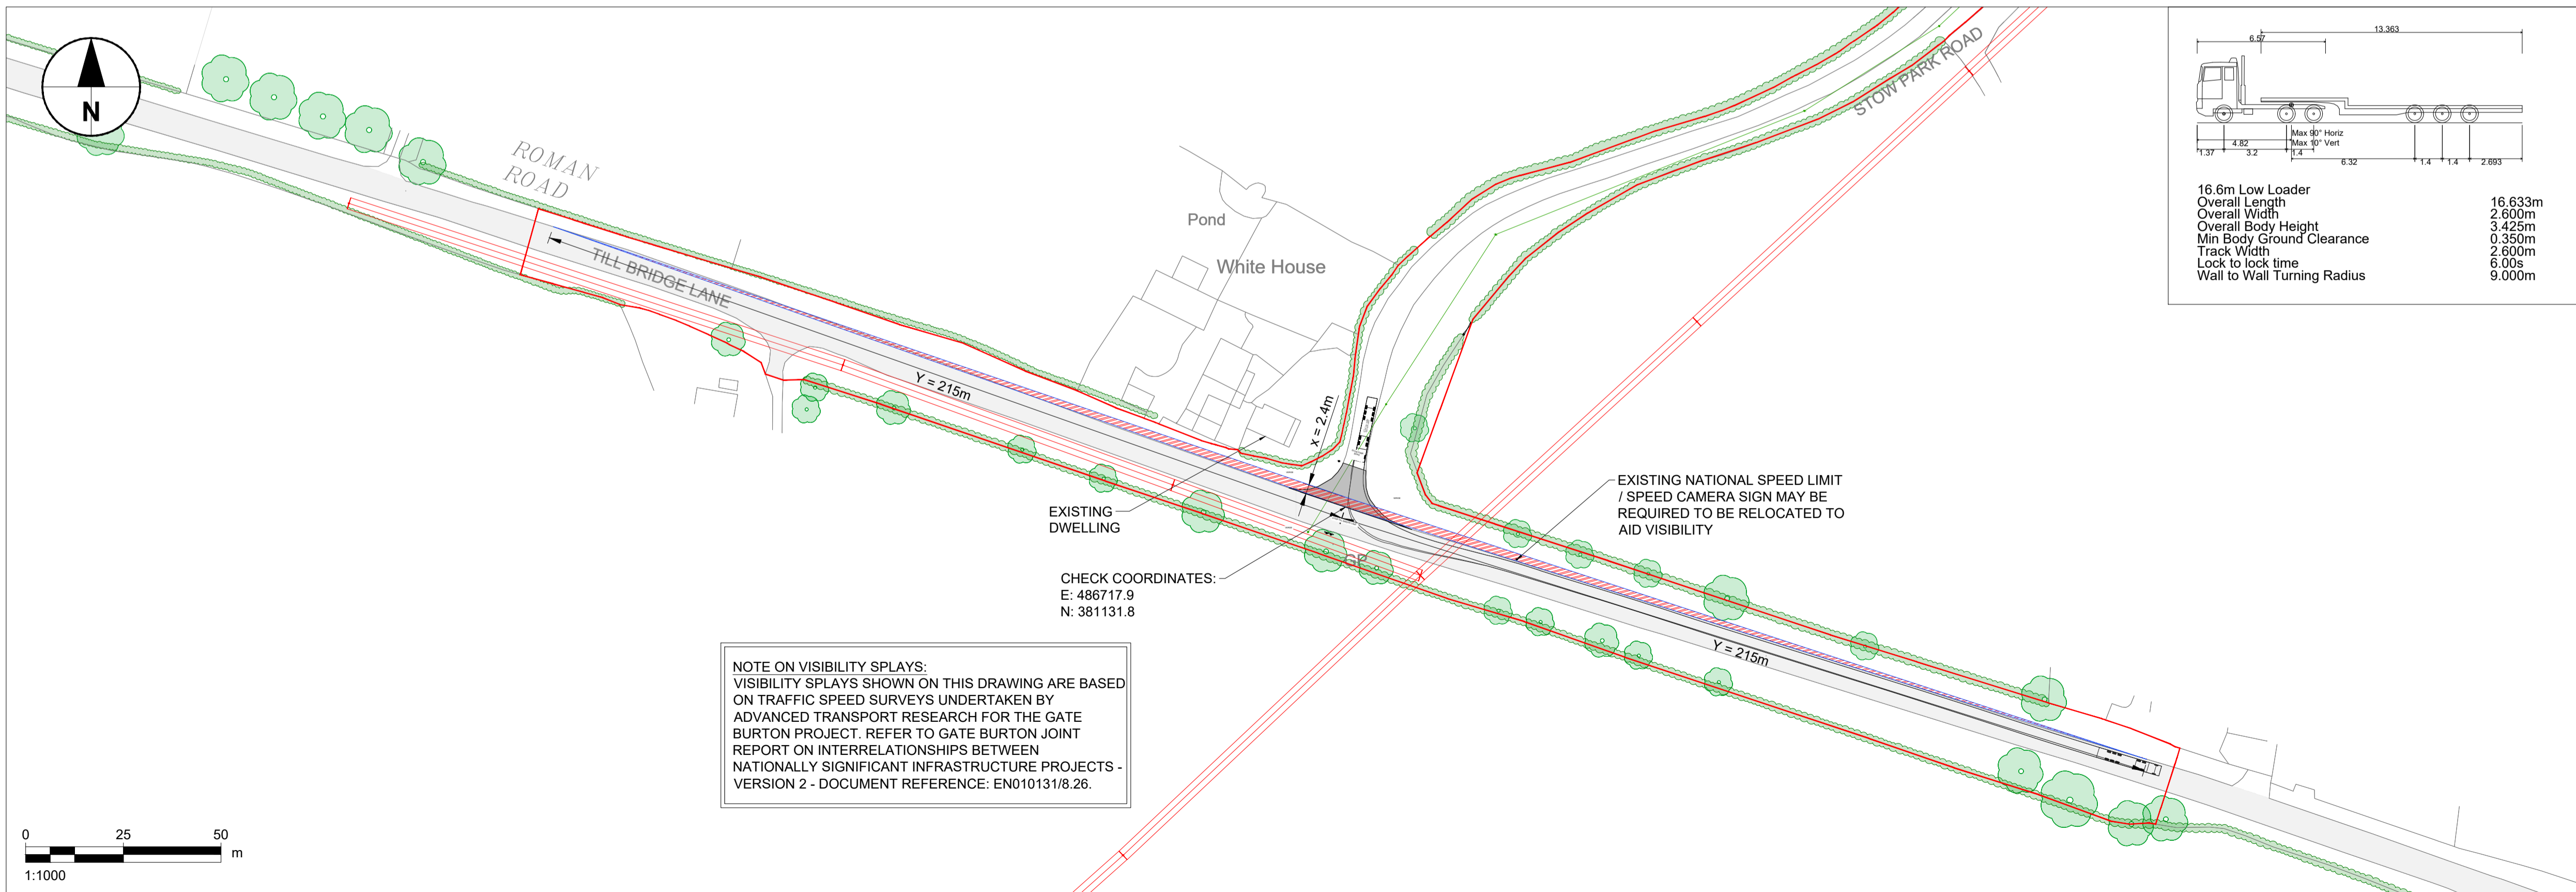 N
ROMAN
ROAD
TILL BRIDGE LANE
Pond
White House
STOW PARK ROAD
Y = 215m
x = 2.4m
EXISTING
DWELLING
GP
CHECK COORDINATES:
E: 486717.9
N: 381131.8
EXISTING NATIONAL SPEED LIMIT
/ SPEED CAMERA SIGN MAY BE
REQUIRED TO BE RELOCATED TO
AID VISIBILITY
Y = 215m
NOTE ON VISIBILITY SPLAYS:
VISIBILITY SPLAYS SHOWN ON THIS DRAWING ARE BASED
ON TRAFFIC SPEED SURVEYS UNDERTAKEN BY
ADVANCED TRANSPORT RESEARCH FOR THE GATE
BURTON PROJECT. REFER TO GATE BURTON JOINT
REPORT ON INTERRELATIONSHIPS BETWEEN
NATIONALLY SIGNIFICANT INFRASTRUCTURE PROJECTS -
VERSION 2 - DOCUMENT REFERENCE: EN010131/8.26.
0 25 50
m
1:1000
13.363
6.57
Max 90° Horiz
4.82 Max 10° Vert
1.37 3.2 1.4
6.32 1.4 1.4 2.693
16.6m Low Loader
Overall Length 16.633m
Overall Width 2.600m
Overall Body Height 3.425m
Min Body Ground Clearance 0.350m
Track Width 2.600m
Lock to lock time 6.00s
Wall to Wall Turning Radius 9.000m